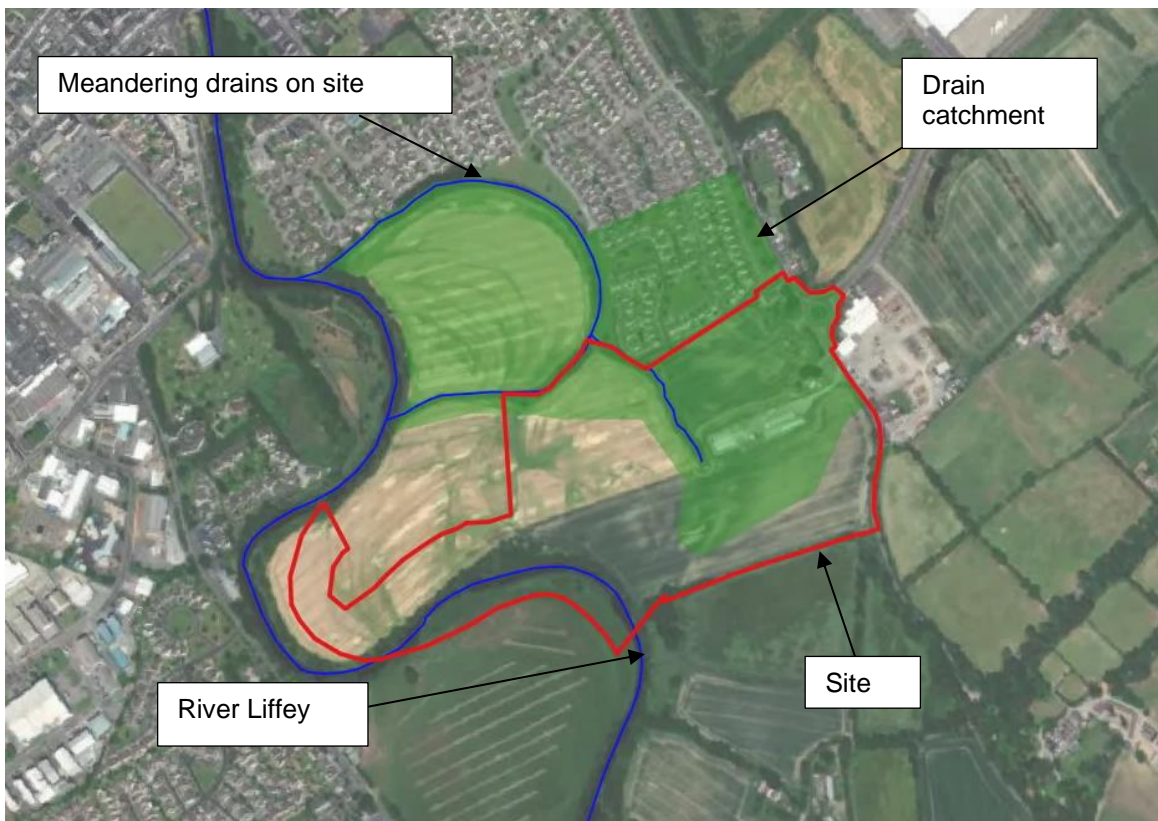 Meandering drains on site
Drain
catchment
River Liffey
Site